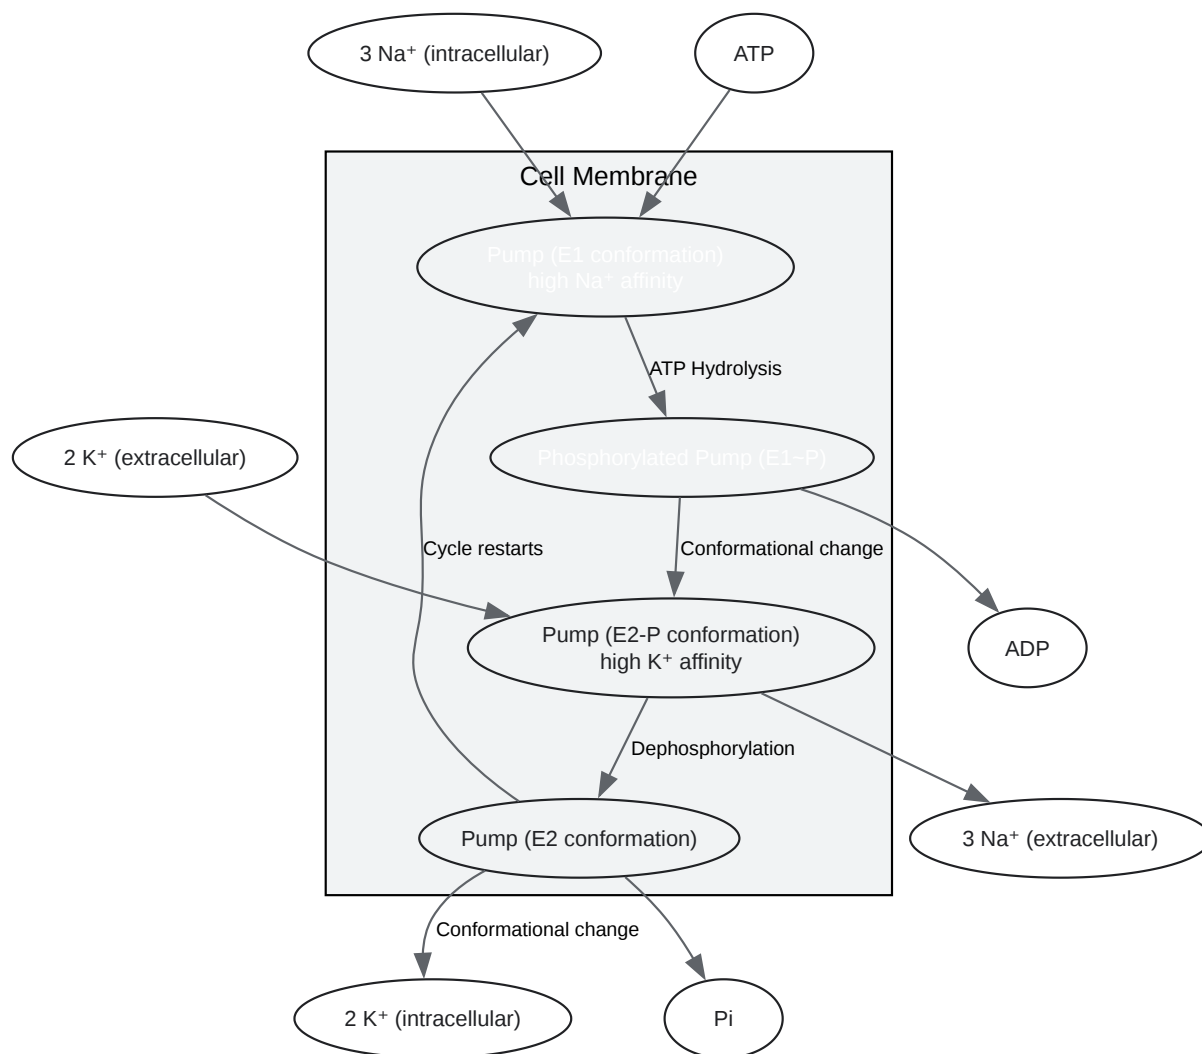 3 Na⁺ (intracellular)
ATP
Cell Membrane
Pump (E1 conformation)
high Na⁺ affinity
ATP Hydrolysis
2 K⁺ (extracellular)
Phosphorylated Pump (E1~P)
Cycle restarts
Conformational change
Pump (E2-P conformation)
high K⁺ affinity
ADP
Dephosphorylation
Pump (E2 conformation)
3 Na⁺ (extracellular)
Conformational change
2 K⁺ (intracellular)
Pi